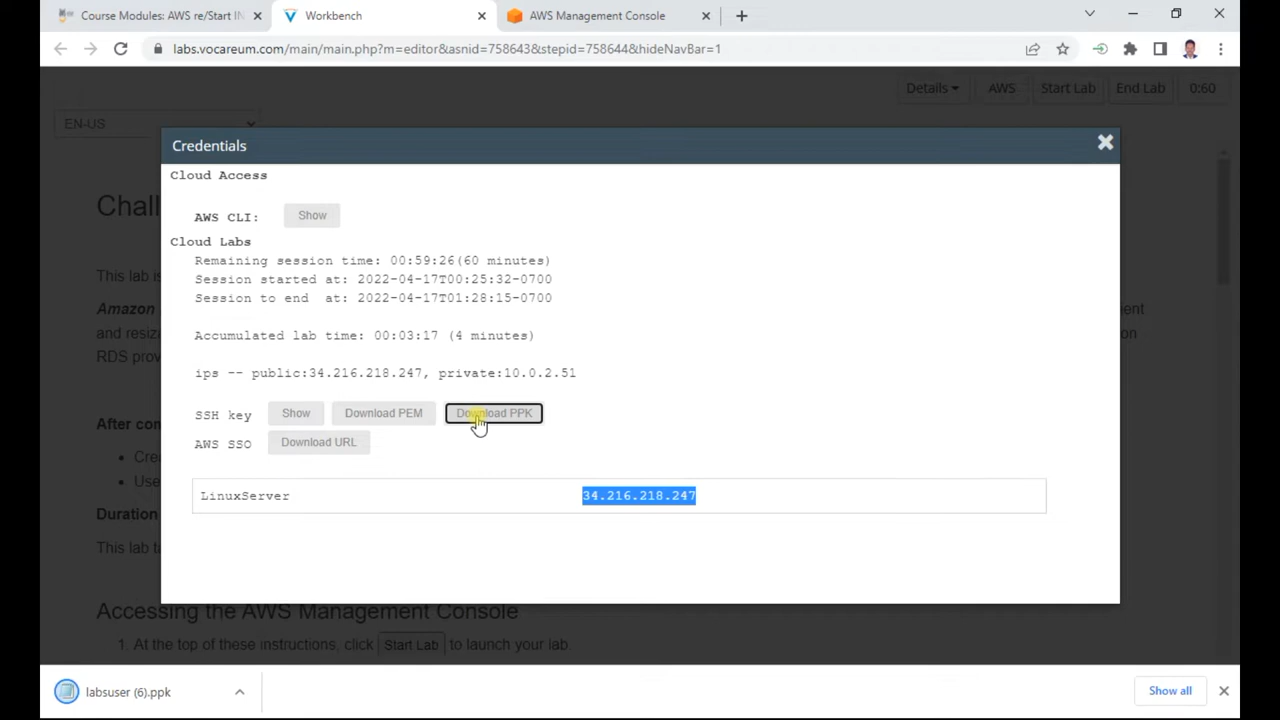 Course Modules: AWS re/Start IN
Workbench
AWS Management Console
labs.vocareum.com/main/main.php?m=editor&asnid=758643&stepid=758644&hideNavBar=1
Details
AWS
Start Lab
End Lab
0:60
EN-US
Credentials
Cloud Access
Chall
AWS CLI:
Show
Cloud Labs
Remaining session time: 00:59:26(60 minutes)
This lab is
Session started at: 2022-04-17T00:25:32-0700
Session to end at: 2022-04-17T01:28:15-0700
Amazon
and resiza
Accumulated lab time: 00:03:17 (4 minutes)
RDS prov
ips -- public:34.216.218.247, private:10.0.2.51
SSH key
Show
Download PEM
Download PPK
After com
AWS SSO
Download URL
Cre
Use
LinuxServer
34.216.218.247
Duration
This lab t
Accessing the AWS Management Console
1. At the top of these instructions, click Start Lab to launch your lab.
labsuser (6).ppk
Show all